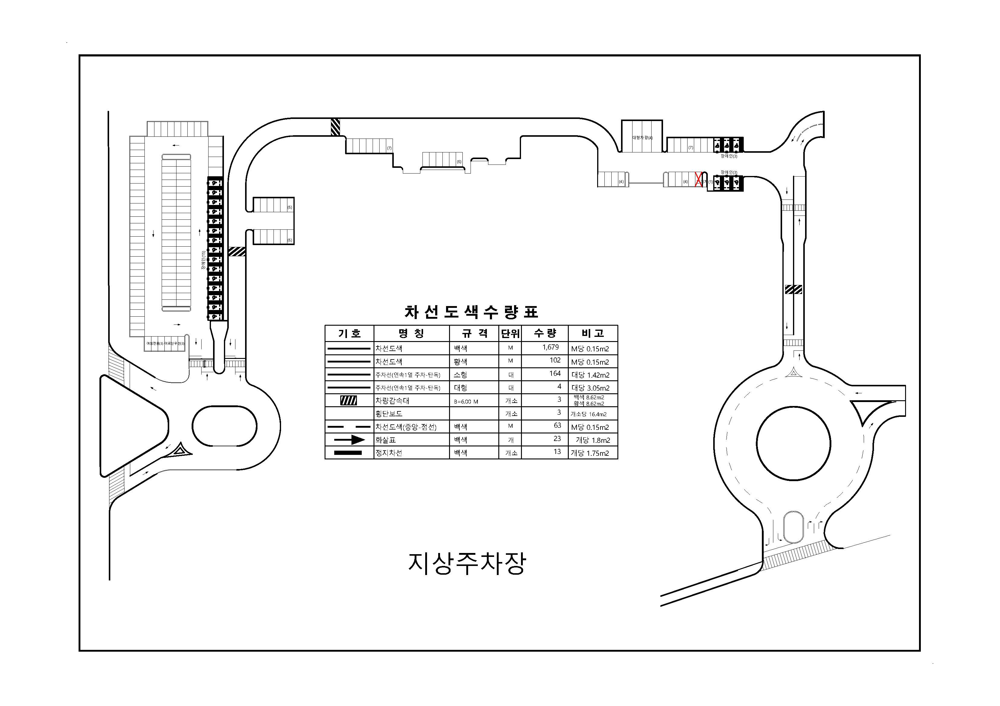 대형차량(4)
(7)
(7)
장애인(3)
(6)
장애인(3)
(4)
(4)
(1)
(6)
(6)
장애인(15)
여성전용(3) 어르신우선(3)
차선도색수량표
기호 명칭 규격 단위 수량 비고
차선도색 백색 M 1,679 M당 0.15m2
차선도색 황색 M 102 M당 0.15m2
주차선(연속1열 주차-단독) 소형 대 164 대당 1.42m2
주차선(연속1열 주차-단독) 대형 대 4 대당 3.05m2
차량감속대 B=6.00 M 개소 3 백색 8.62m2
황색 8.62m2
횡단보도 개소 3 개소당 16.4m2
차선도색(중앙-점선) 백색 M 63 M당 0.15m2
화살표 백색 개 23 개당 1.8m2
정지차선 백색 개소 13 개당 1.75m2
지상주차장